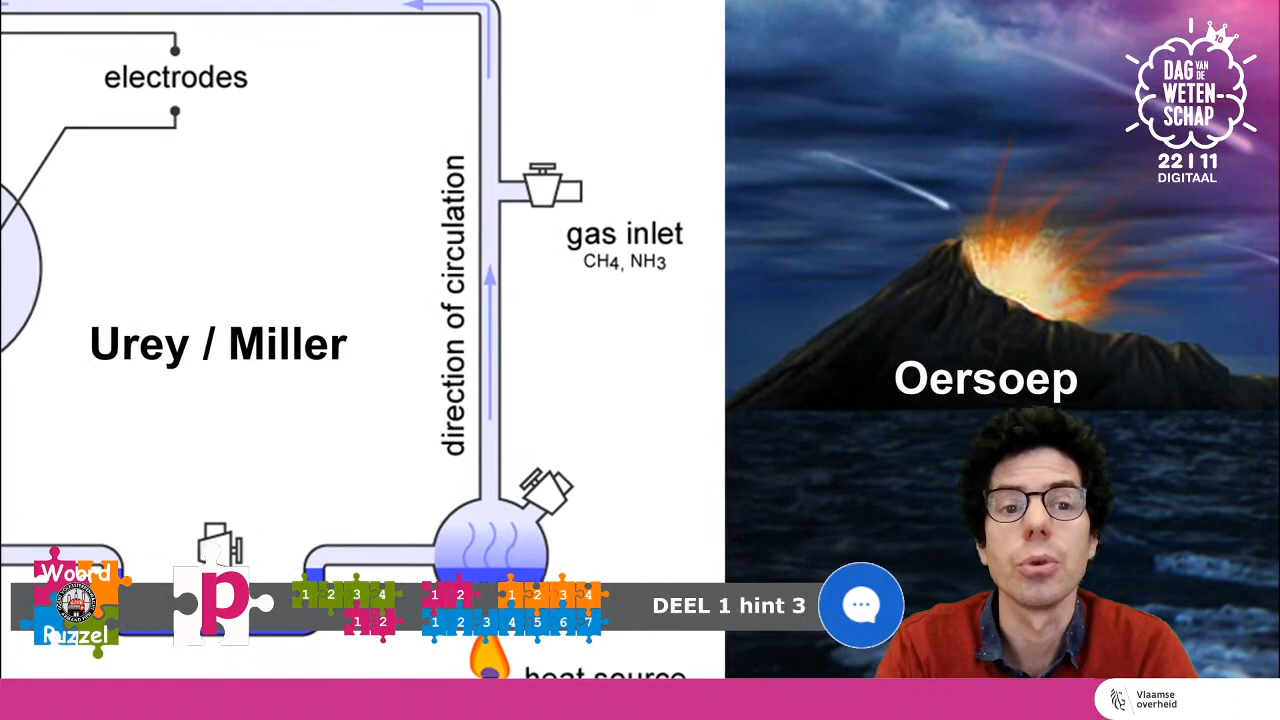 electrodes
direction of circulation
gas inlet
CH4, NH3
Urey / Miller
heat source
Oersoep
10
DAG VAN DE
WETEN-
SCHAP
22 | 11
DIGITAAL
Woord
Puzzel
p
1 2 3 4
1 2
1 2
1 2 3 4
1 2 3 4 5 6 7
DEEL 1 hint 3
Vlaamse
overheid